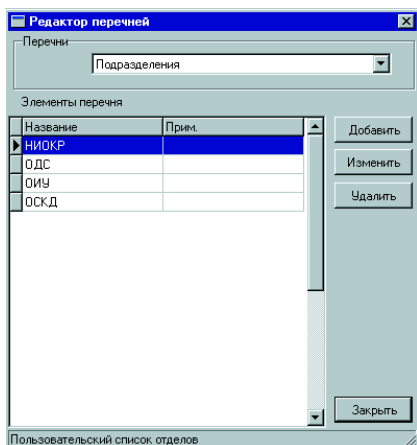 Редактор перечней
Перечни
Подразделения
Элементы перечня
Название Прим.
НИОКР
ОДС
ОИУ
ОСКД
Добавить
Изменить
Удалить
Закрыть
Пользовательский список отделов